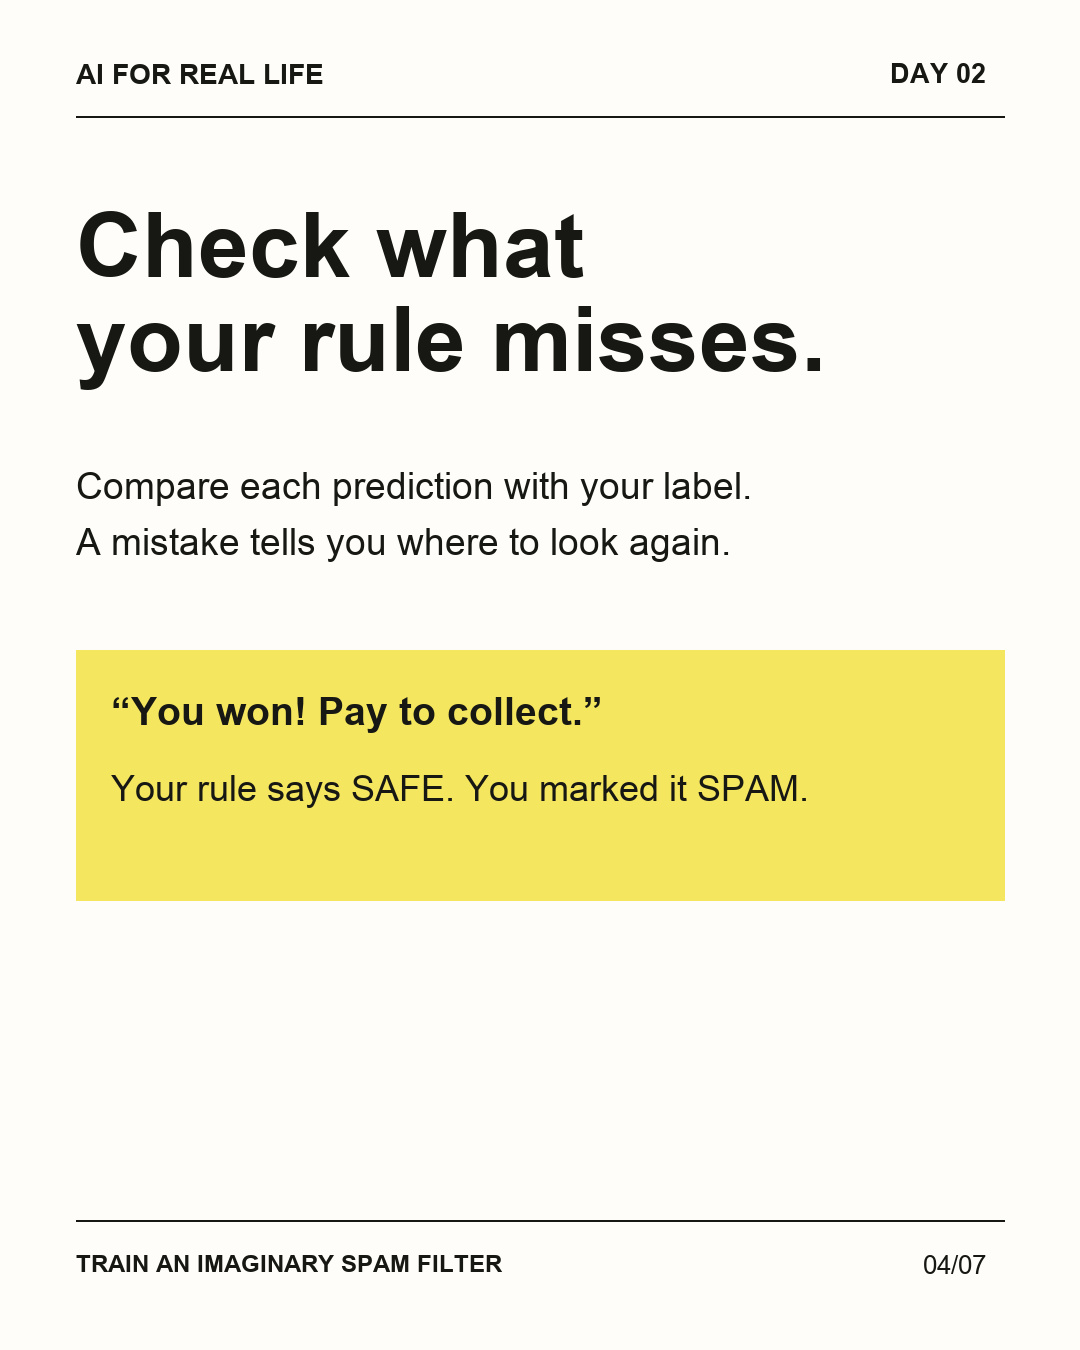 AI FOR REAL LIFE
DAY 02
Check what
your rule misses.
Compare each prediction with your label.
A mistake tells you where to look again.
“You won! Pay to collect.”
Your rule says SAFE. You marked it SPAM.
TRAIN AN IMAGINARY SPAM FILTER
04/07